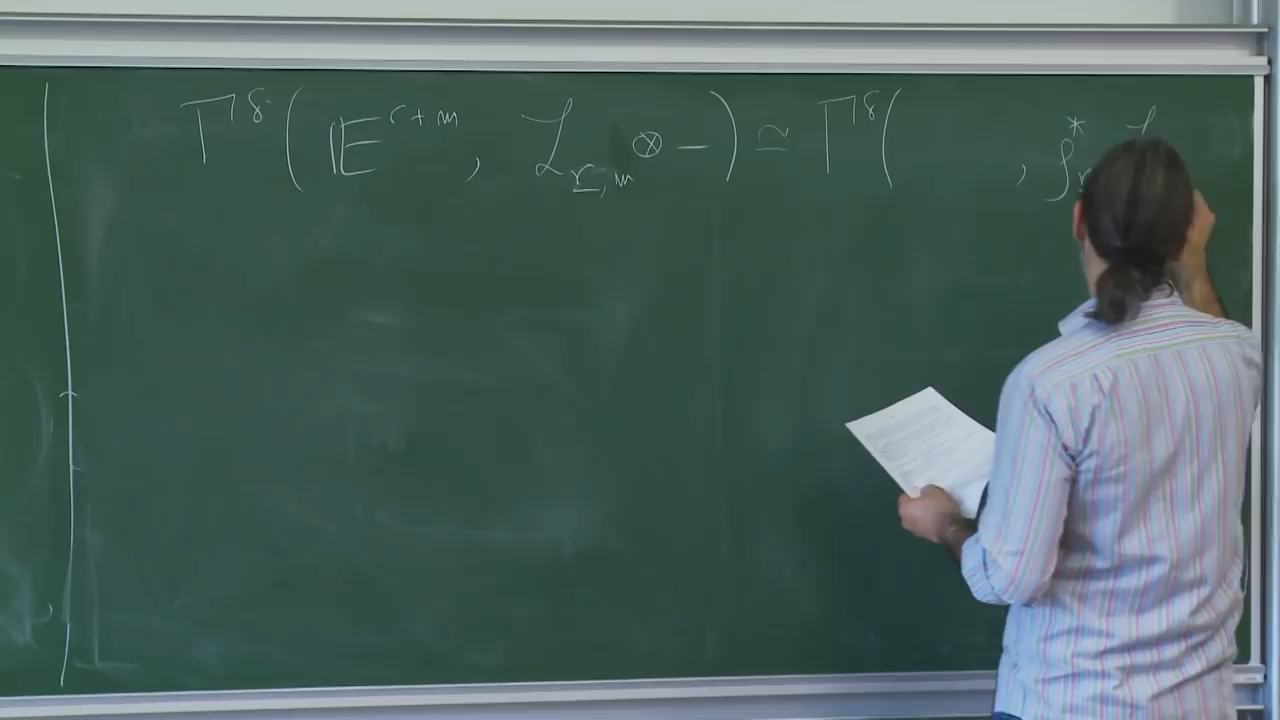 Γ^γ ( 𝔼^{r+m} , ℒ_{r,m} ⊗ − ) ≃ Γ^γ (      , ρ^*_r